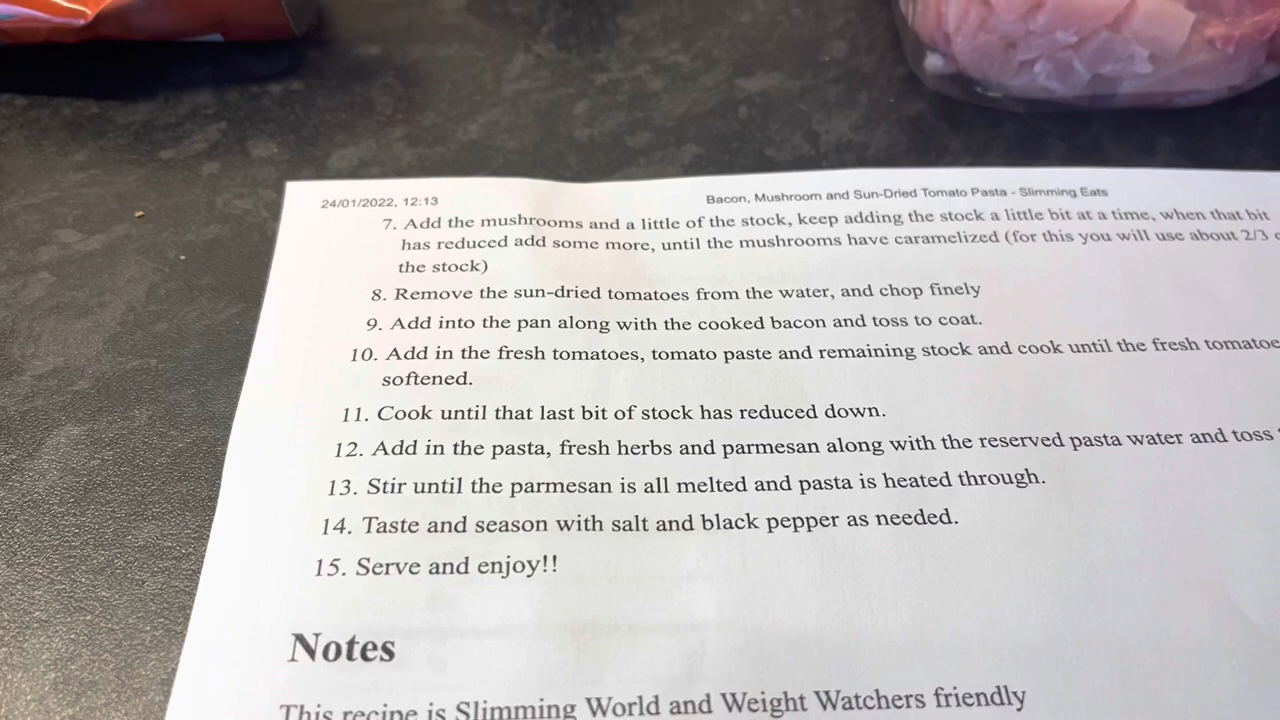 24/01/2022, 12:13 Bacon, Mushroom and Sun-Dried Tomato Pasta - Slimming Eats
7. Add the mushrooms and a little of the stock, keep adding the stock a little bit at a time, when that bit
has reduced add some more, until the mushrooms have caramelized (for this you will use about 2/3
the stock)
8. Remove the sun-dried tomatoes from the water, and chop finely
9. Add into the pan along with the cooked bacon and toss to coat.
10. Add in the fresh tomatoes, tomato paste and remaining stock and cook until the fresh tomatoe
softened.
11. Cook until that last bit of stock has reduced down.
12. Add in the pasta, fresh herbs and parmesan along with the reserved pasta water and toss
13. Stir until the parmesan is all melted and pasta is heated through.
14. Taste and season with salt and black pepper as needed.
15. Serve and enjoy!!
Notes
This recipe is Slimming World and Weight Watchers friendly